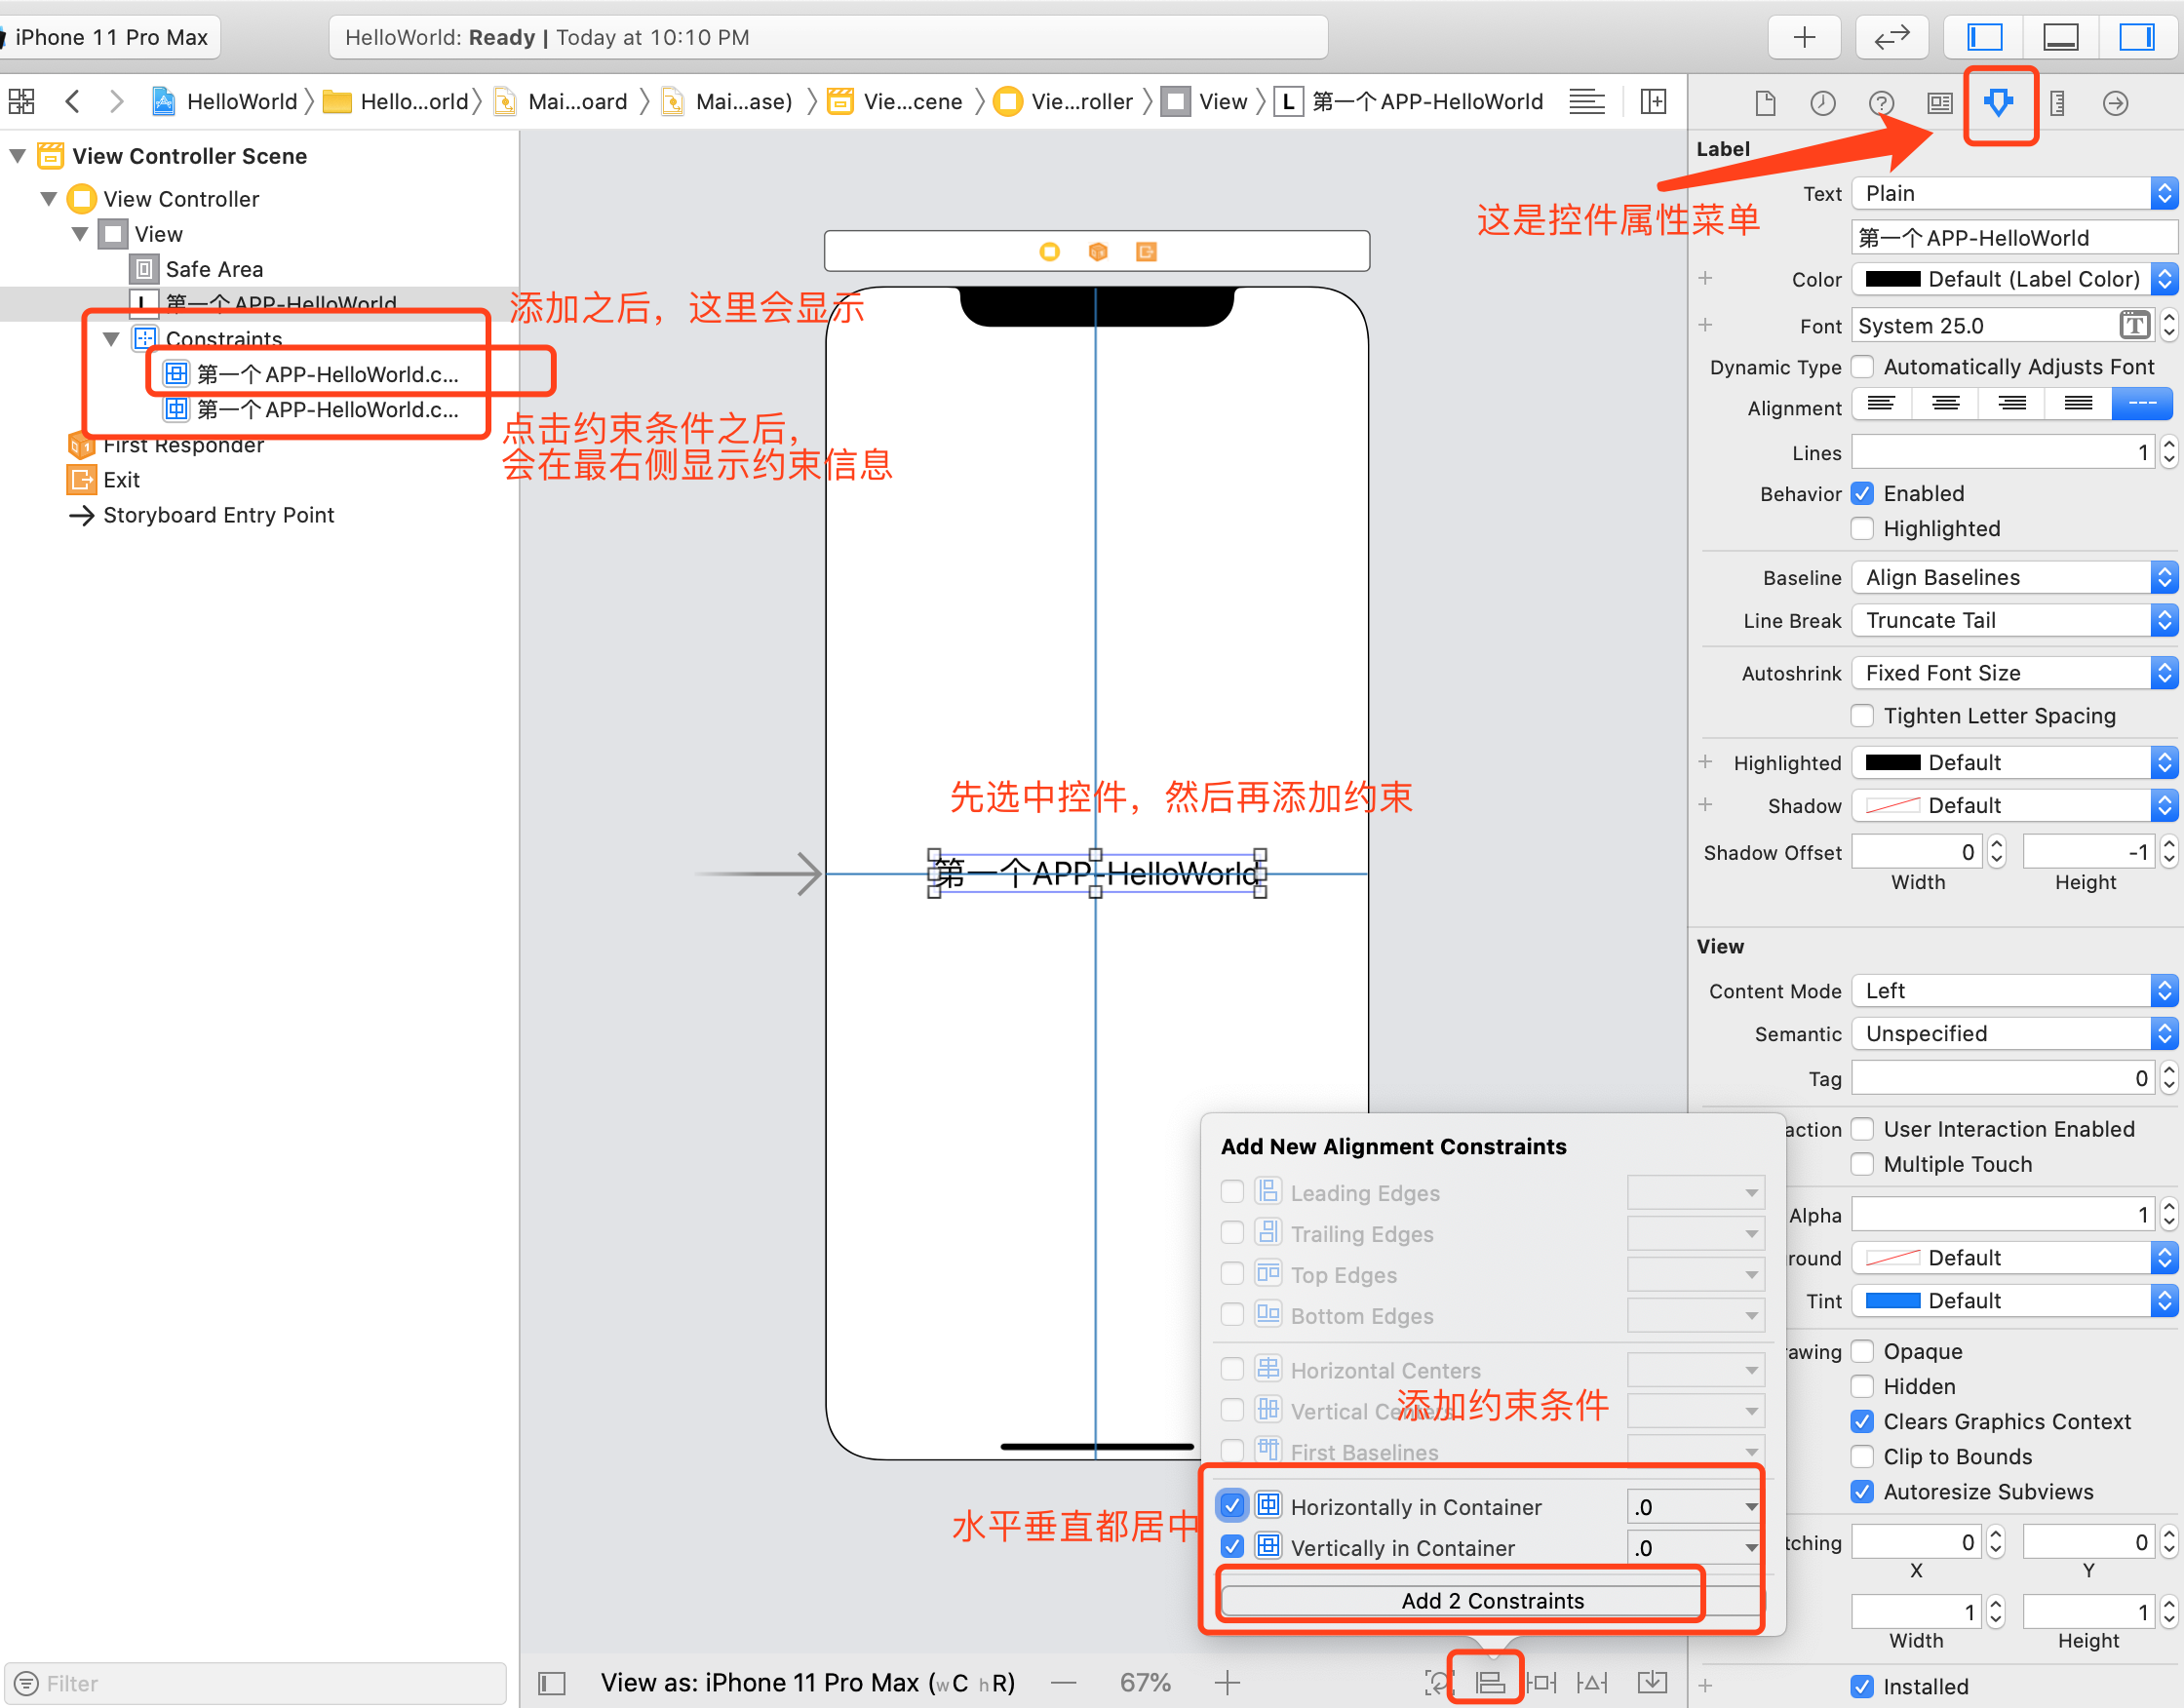 iPhone 11 Pro Max
HelloWorld: Ready | Today at 10:10 PM
HelloWorld
Hello...orld
Mai...oard
Mai...ase)
Vie...cene
Vie...roller
View
L 第一个APP-HelloWorld
View Controller Scene
View Controller
View
Safe Area
L 第一个APP-HelloWorld
Constraints
第一个APP-HelloWorld.c...
第一个APP-HelloWorld.c...
First Responder
Exit
Storyboard Entry Point
Filter
添加之后，这里会显示
点击约束条件之后，
会在最右侧显示约束信息
这是控件属性菜单
先选中控件，然后再添加约束
第一个APP-HelloWorld
水平垂直都居中
添加约束条件
Add New Alignment Constraints
Leading Edges
Trailing Edges
Top Edges
Bottom Edges
Horizontal Centers
Vertical Centers
First Baselines
Horizontally in Container .0
Vertically in Container .0
Add 2 Constraints
View as: iPhone 11 Pro Max (wC hR)
67%
Label
Text Plain
第一个APP-HelloWorld
Color Default (Label Color)
Font System 25.0
Dynamic Type Automatically Adjusts Font
Alignment
Lines 1
Behavior Enabled
Highlighted
Baseline Align Baselines
Line Break Truncate Tail
Autoshrink Fixed Font Size
Tighten Letter Spacing
Highlighted Default
Shadow Default
Shadow Offset 0 -1
Width Height
View
Content Mode Left
Semantic Unspecified
Tag 0
action User Interaction Enabled
Multiple Touch
Alpha 1
round Default
Tint Default
awing Opaque
Hidden
Clears Graphics Context
Clip to Bounds
Autoresize Subviews
tching 0 0
X Y
1 1
Width Height
Installed